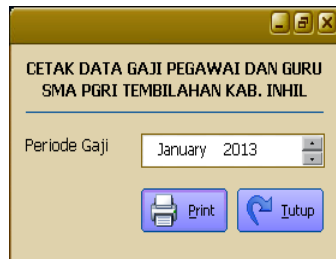 CETAK DATA GAJI PEGAWAI DAN GURU
SMA PGRI TEMBILAHAN KAB. INHIL
Periode Gaji January 2013
Print Tutup